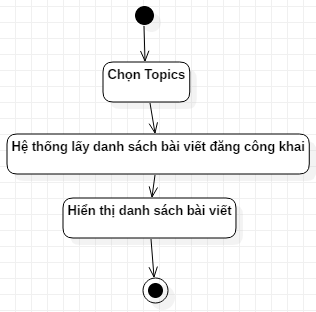 Chọn Topics
Hệ thống lấy danh sách bài viết đăng công khai
Hiển thị danh sách bài viết